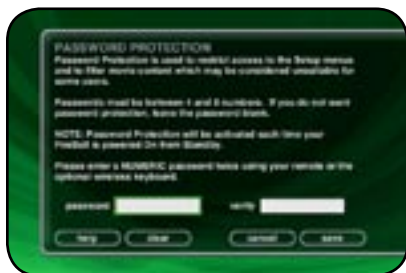 PASSWORD PROTECTION
Password Protection is used to restrict access to the Setup menus
and to filter movie content which may be considered unsuitable for
some users.
Passwords must be between 1 and 8 numbers. If you do not want
password protection, leave the password blank.
NOTE: Password Protection will be activated each time your
FireBall is powered On from Standby.
Please enter a NUMERIC password twice using your remote or the
optional wireless keyboard.
password verify
help clear cancel save